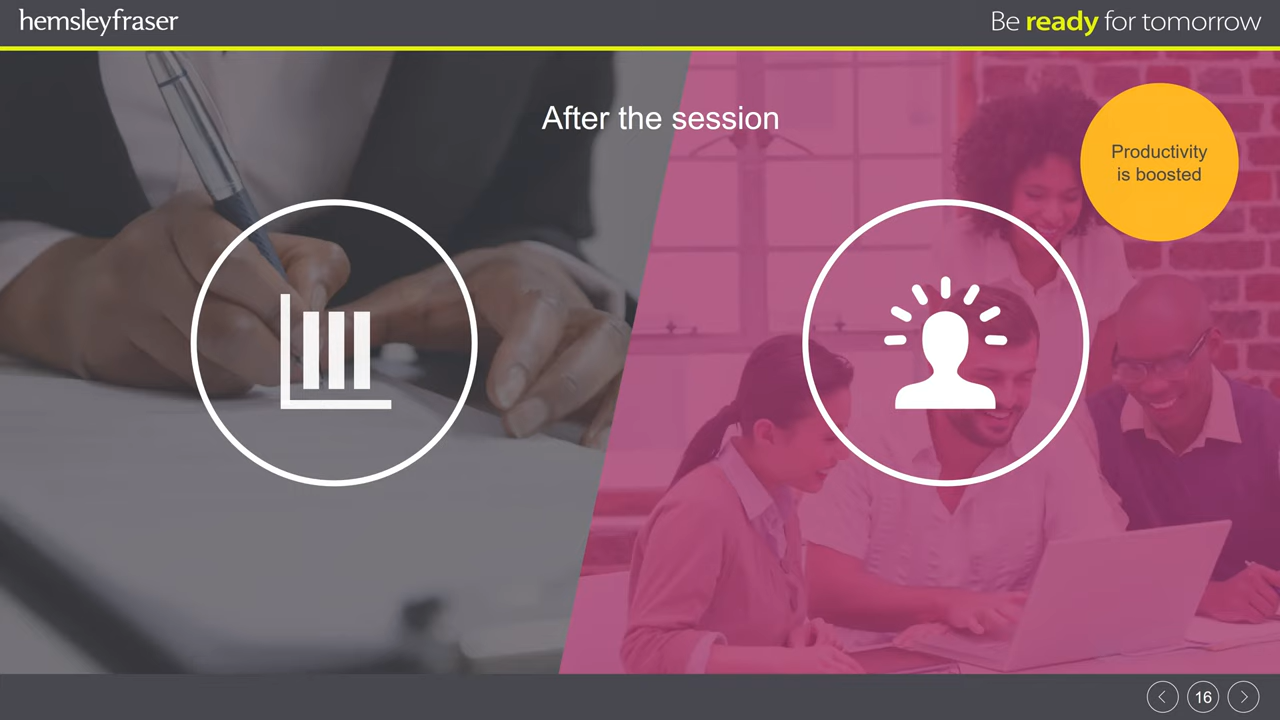 hemsleyfraser
Be ready for tomorrow
After the session
Productivity
is boosted
16